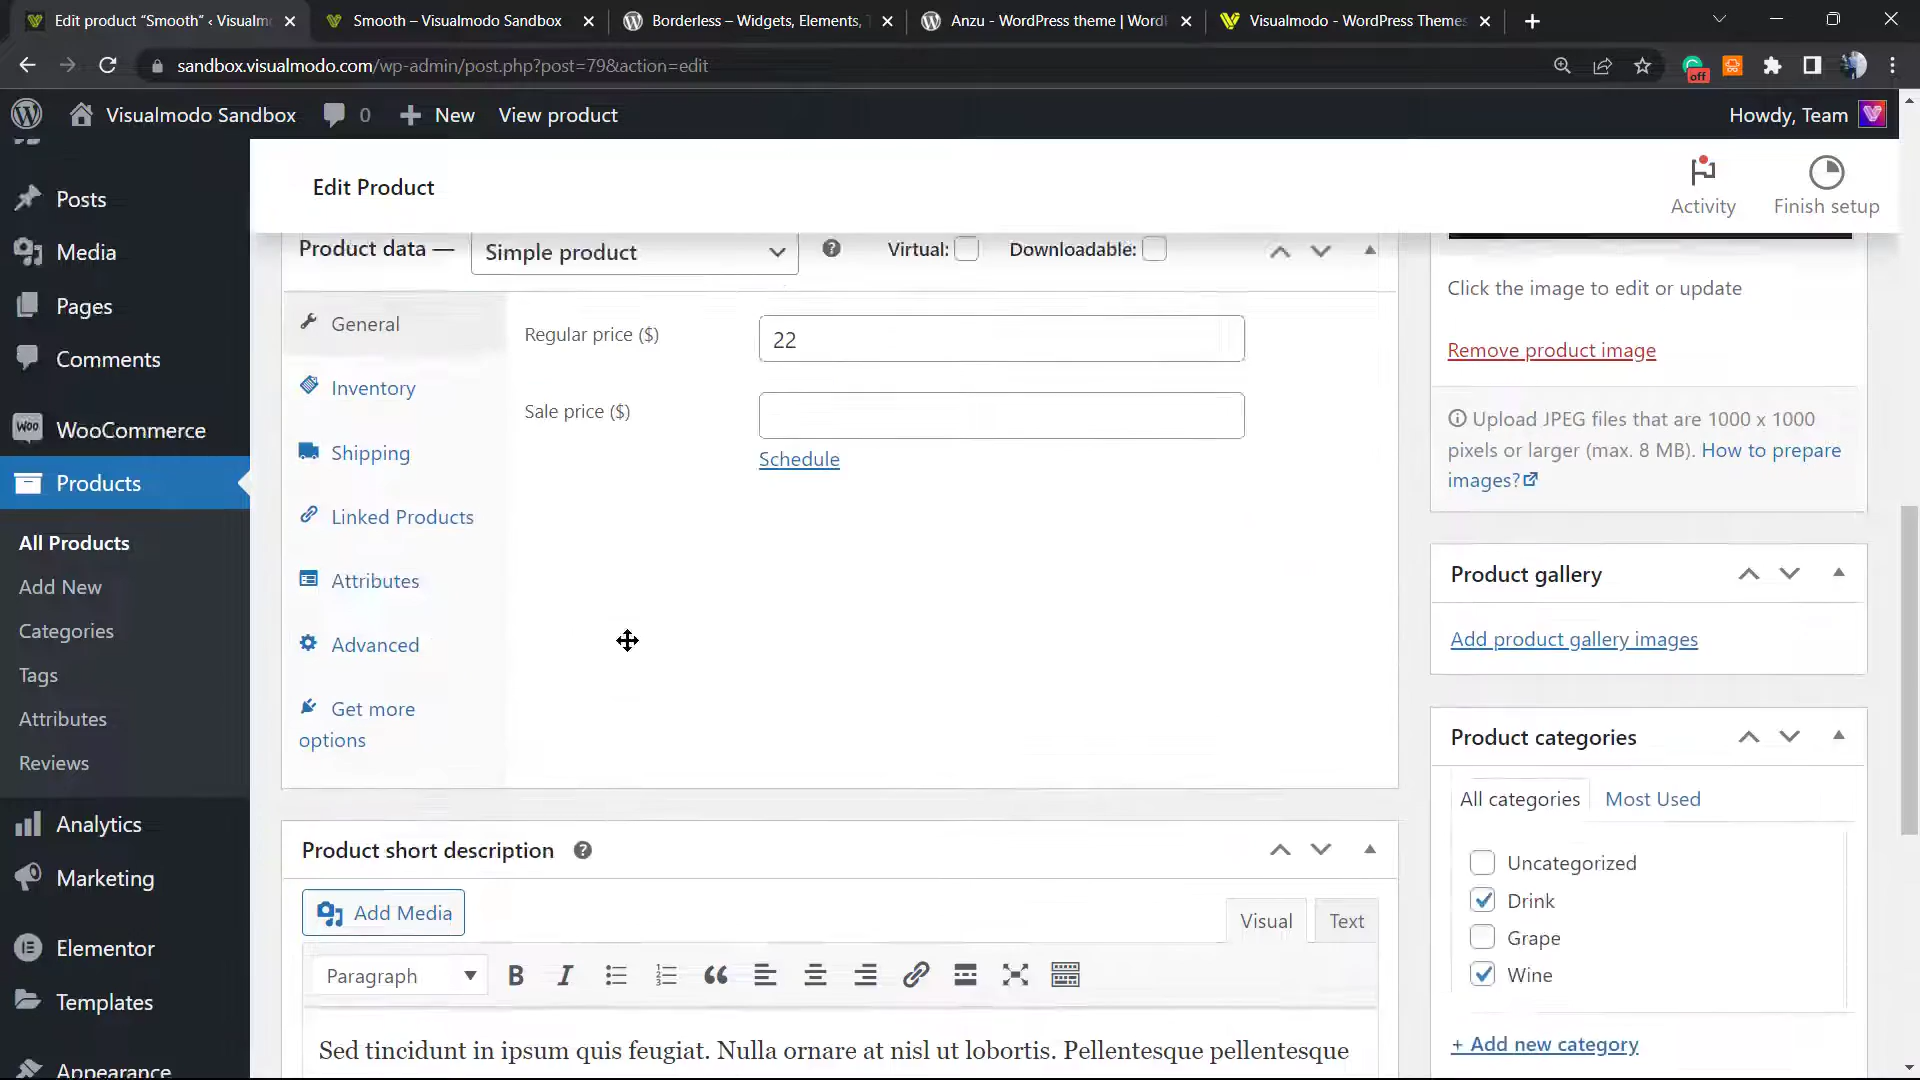 Edit product “Smooth” ‹ Visualmo
Smooth – Visualmodo Sandbox
Borderless – Widgets, Elements, T
Anzu - WordPress theme | Word
Visualmodo - WordPress Themes
sandbox.visualmodo.com/wp-admin/post.php?post=79&action=edit
off
Visualmodo Sandbox
0
New
View product
Howdy, Team
Edit Product
Activity
Finish setup
Posts
Media
Pages
Comments
Woo
WooCommerce
Products
All Products
Add New
Categories
Tags
Attributes
Reviews
Analytics
Marketing
Elementor
Templates
Appearance
Product data —
Simple product
Virtual:
Downloadable:
General
Inventory
Shipping
Linked Products
Attributes
Advanced
Get more
options
Regular price ($)
22
Sale price ($)
Schedule
Product short description
Add Media
Visual
Text
Paragraph
Sed tincidunt in ipsum quis feugiat. Nulla ornare at nisl ut lobortis. Pellentesque pellentesque
Click the image to edit or update
Remove product image
Upload JPEG files that are 1000 x 1000
pixels or larger (max. 8 MB). How to prepare
images?
Product gallery
Add product gallery images
Product categories
All categories
Most Used
Uncategorized
Drink
Grape
Wine
+ Add new category